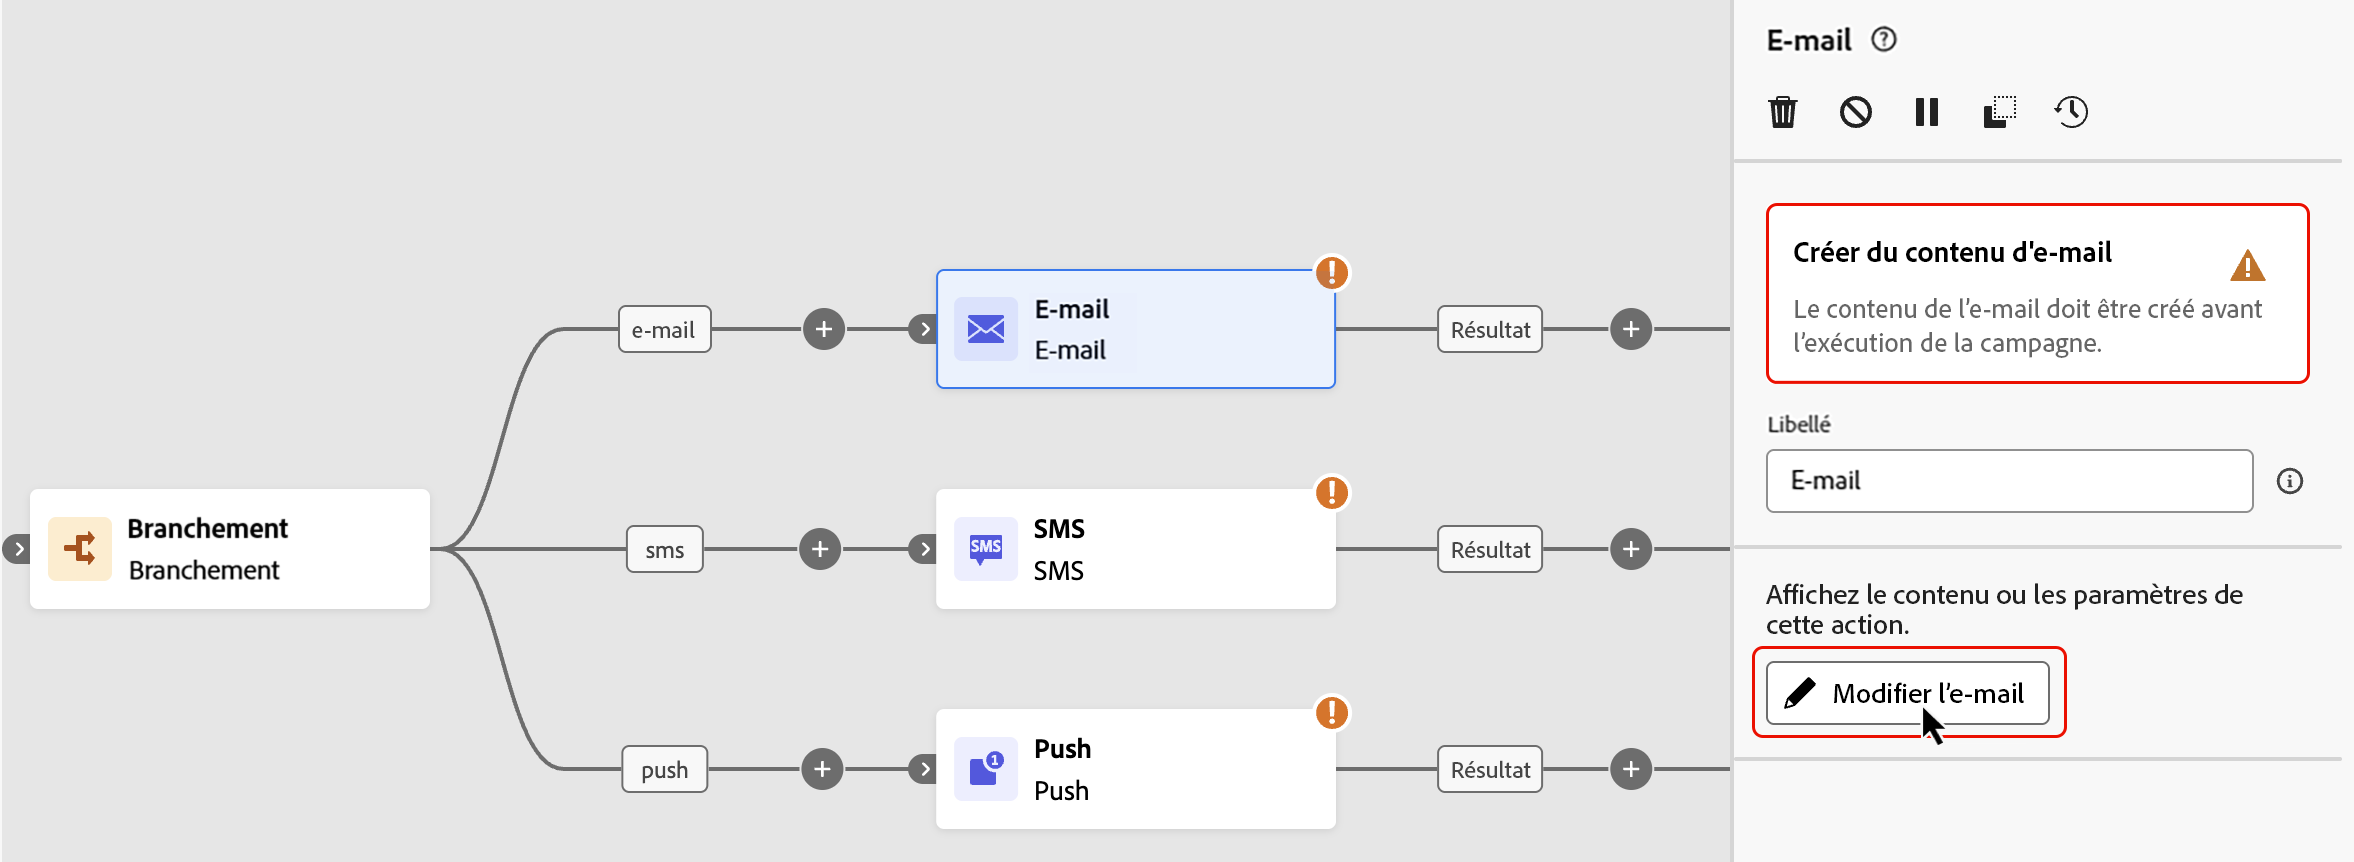 Branchement
Branchement
e-mail
E-mail
E-mail
Résultat
sms
SMS
SMS
SMS
Résultat
push
1
Push
Push
Résultat
E-mail
Créer du contenu d'e-mail
Le contenu de l'e-mail doit être créé avant
l'exécution de la campagne.
Libellé
E-mail
Affichez le contenu ou les paramètres de
cette action.
Modifier l'e-mail